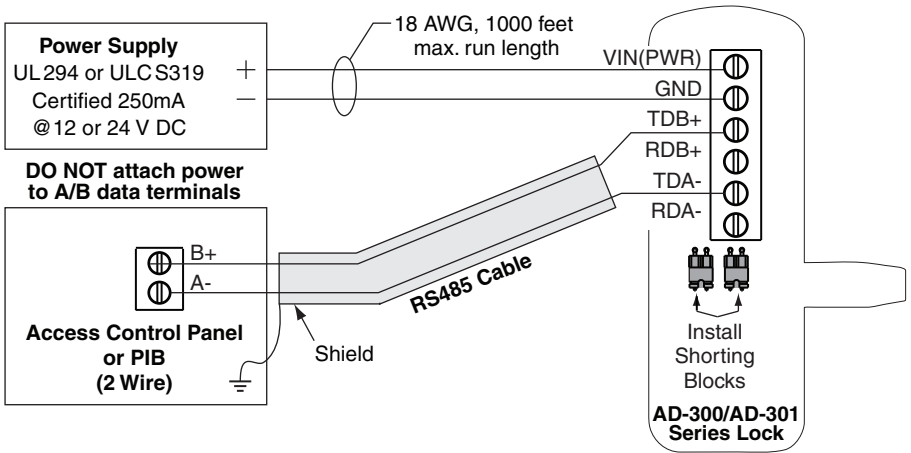 Power Supply
UL294 or ULC S319
Certified 250mA
@12 or 24 V DC
+
−
18 AWG, 1000 feet
max. run length
VIN(PWR)
GND
TDB+
RDB+
TDA-
RDA-
DO NOT attach power
to A/B data terminals
B+
A-
Access Control Panel
or PIB
(2 Wire)
Shield
RS485 Cable
Install
Shorting
Blocks
AD-300/AD-301
Series Lock